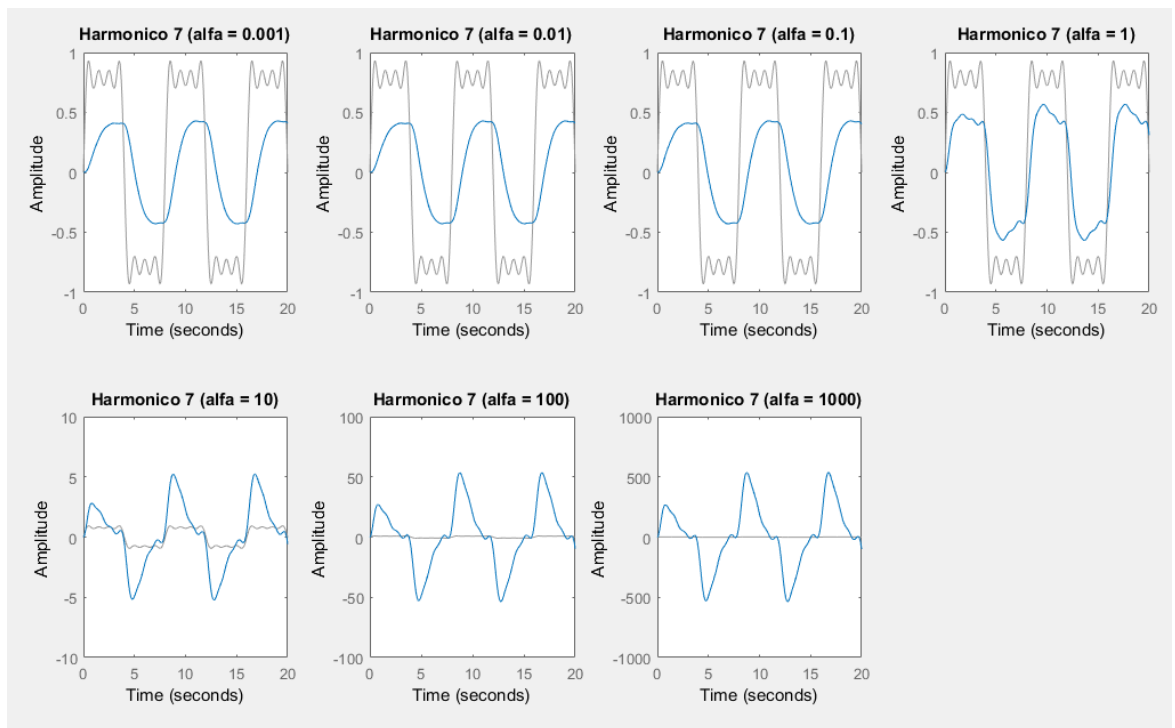 Harmonico 7 (alfa = 0.001)
Harmonico 7 (alfa = 0.01)
Harmonico 7 (alfa = 0.1)
Harmonico 7 (alfa = 1)
1
0.5
0
-0.5
-1
Amplitude
0 5 10 15 20
Time (seconds)
1
0.5
0
-0.5
-1
Amplitude
0 5 10 15 20
Time (seconds)
1
0.5
0
-0.5
-1
Amplitude
0 5 10 15 20
Time (seconds)
1
0.5
0
-0.5
-1
Amplitude
0 5 10 15 20
Time (seconds)
Harmonico 7 (alfa = 10)
Harmonico 7 (alfa = 100)
Harmonico 7 (alfa = 1000)
10
5
0
-5
-10
Amplitude
0 5 10 15 20
Time (seconds)
100
50
0
-50
-100
Amplitude
0 5 10 15 20
Time (seconds)
1000
500
0
-500
-1000
Amplitude
0 5 10 15 20
Time (seconds)